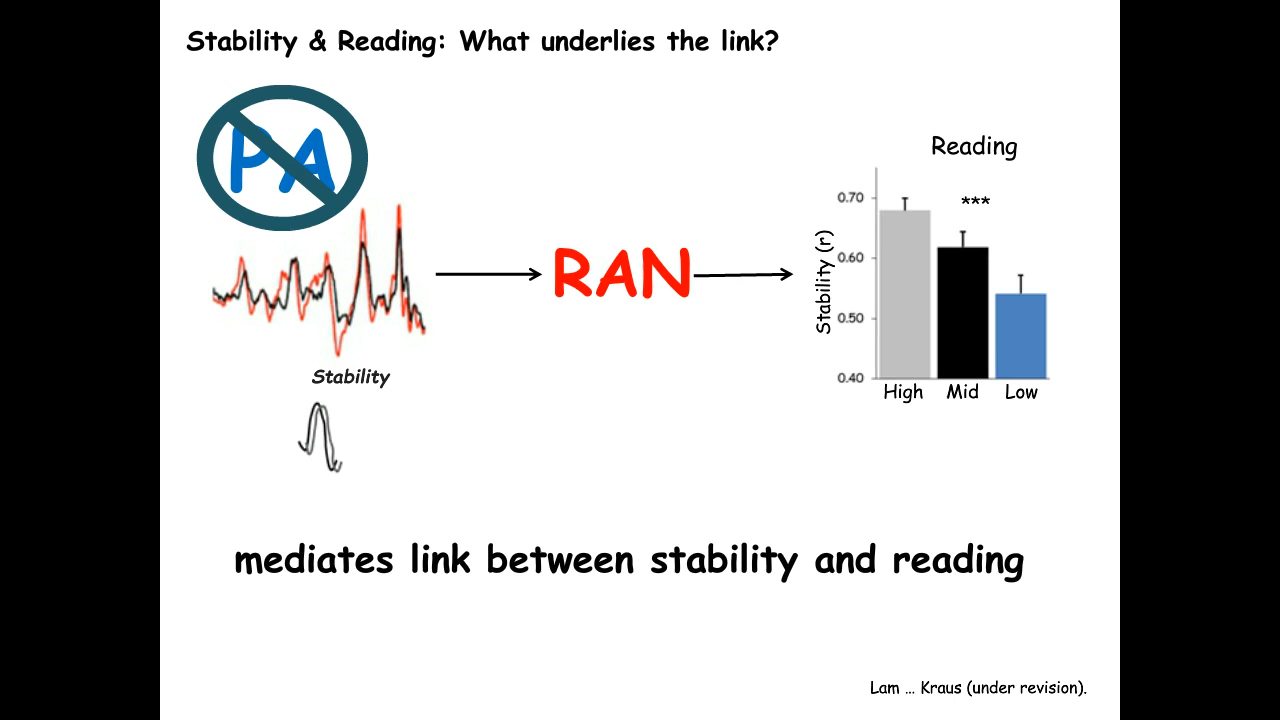 Stability & Reading: What underlies the link?
PA
Reading
0.70
***
0.60
0.50
0.40
Stability (r)
RAN
High Mid Low
Stability
mediates link between stability and reading
Lam … Kraus (under revision).